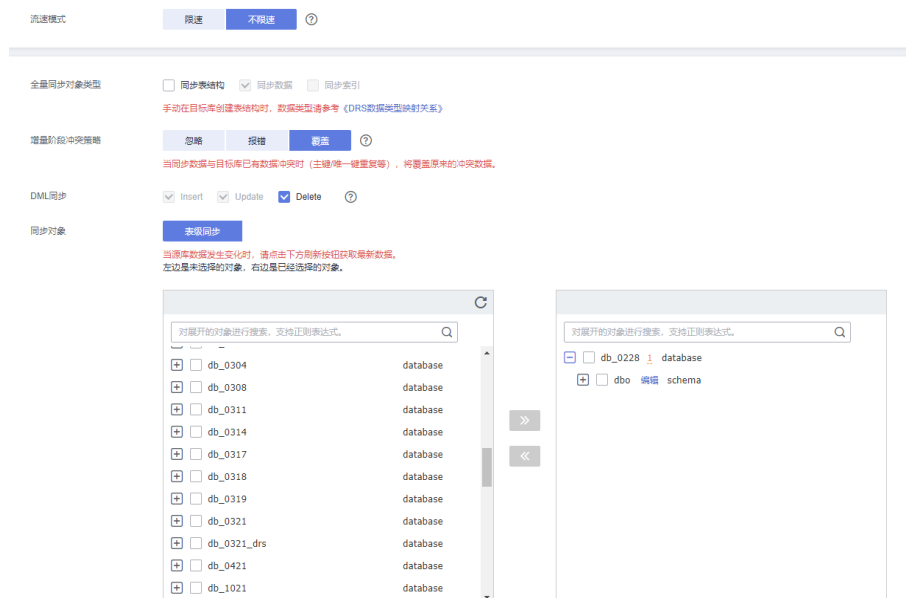 流速模式 限速 不限速 ?
全量同步对象类型 同步表结构 同步数据 同步索引
手动在目标库创建表结构时，数据类型请参考《DRS数据类型映射关系》
增量阶段冲突策略 忽略 报错 覆盖 ?
当同步数据与目标库已有数据冲突时（主键/唯一键重复等），将覆盖原来的冲突数据。
DML同步 Insert Update Delete ?
同步对象 表级同步
当源库数据发生变化时，请点击下方刷新按钮获取最新数据。
左边是未选择的对象，右边是已经选择的对象。
对展开的对象进行搜索，支持正则表达式。
db_0304 database
db_0308 database
db_0311 database
db_0314 database
db_0317 database
db_0318 database
db_0319 database
db_0321 database
db_0321_drs database
db_0421 database
db_1021 database
对展开的对象进行搜索，支持正则表达式。
db_0228 1 database
dbo 编辑 schema